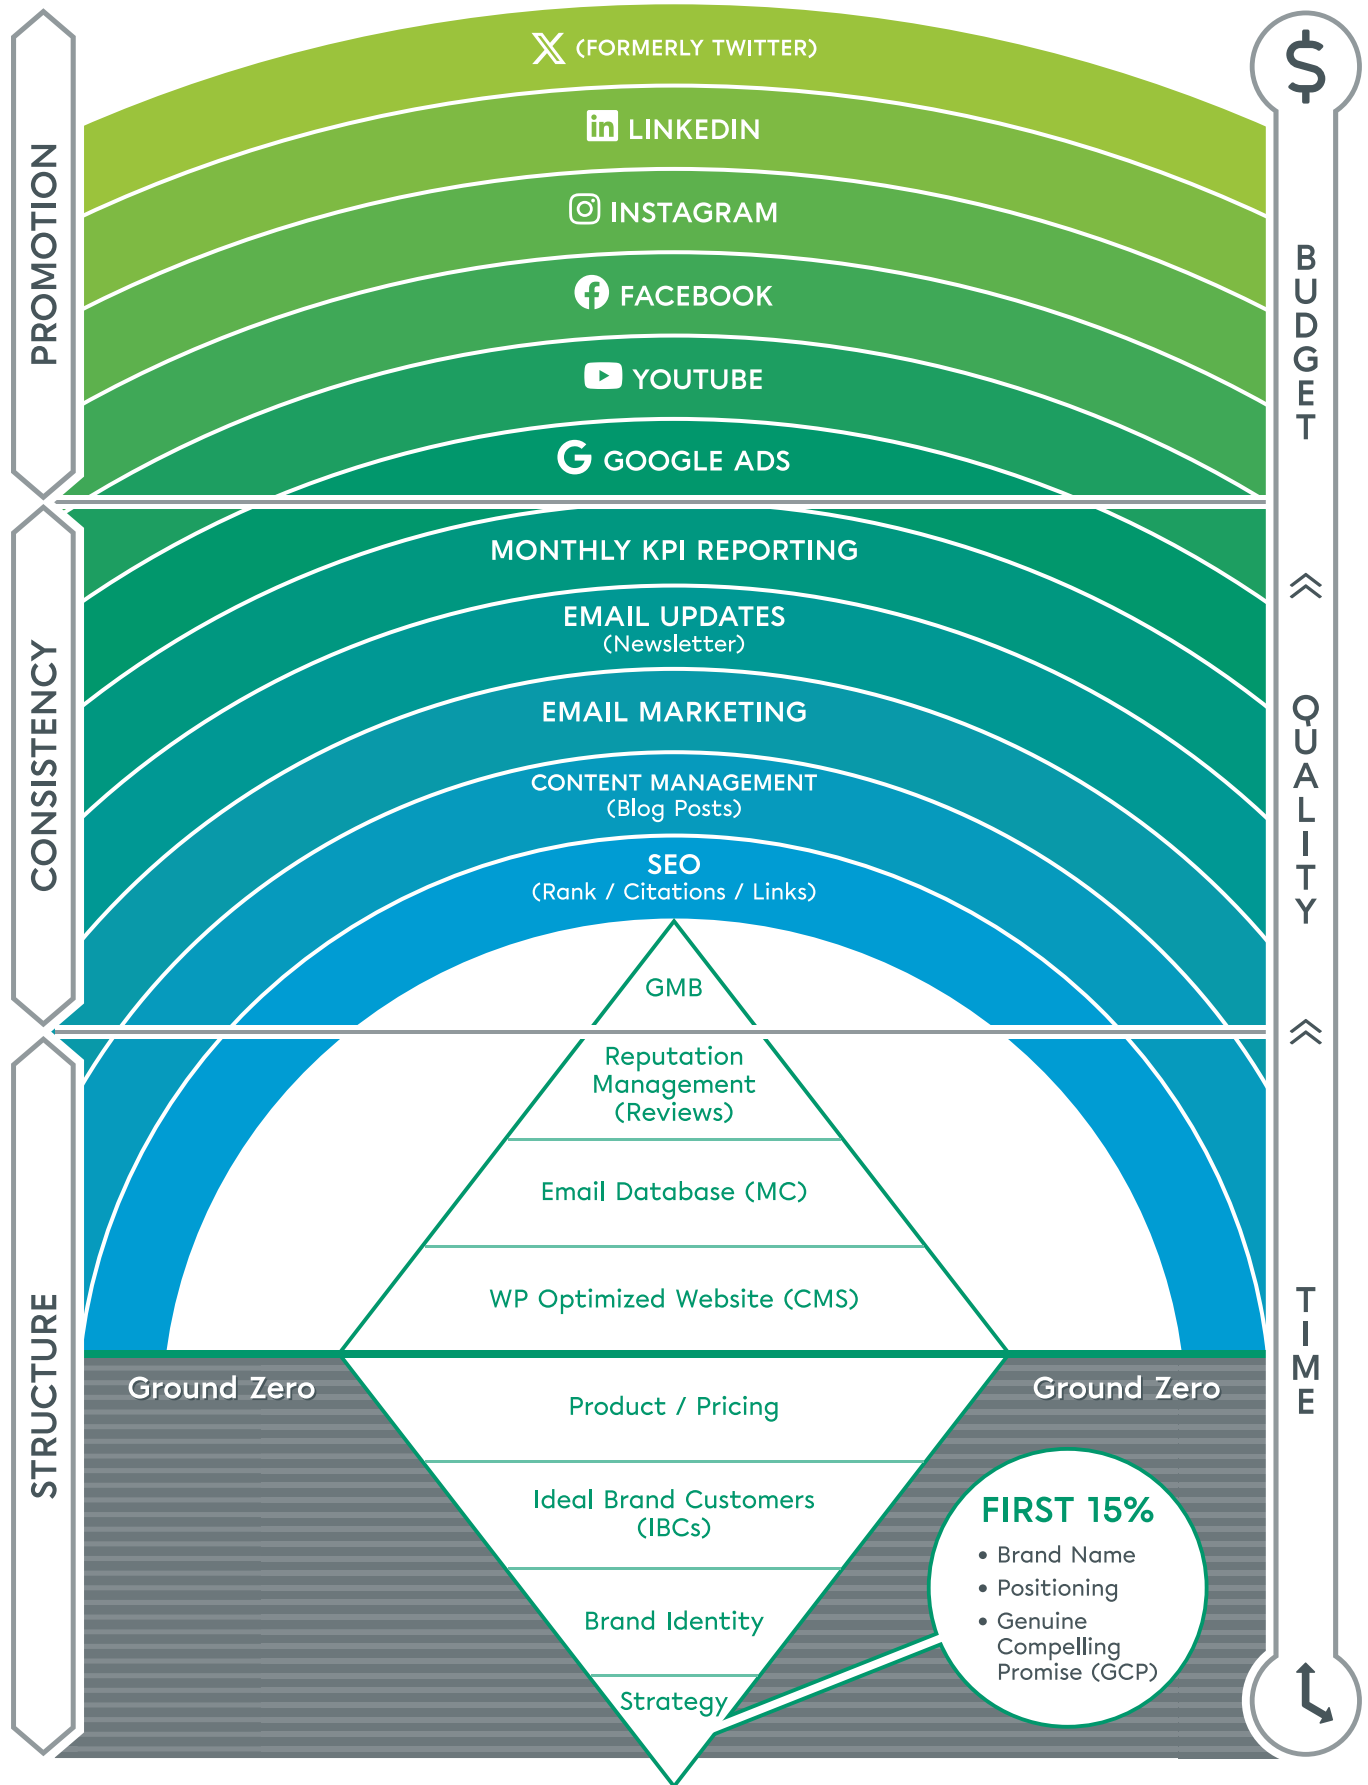 PROMOTION
X (FORMERLY TWITTER)
LINKEDIN
INSTAGRAM
FACEBOOK
YOUTUBE
GOOGLE ADS
CONSISTENCY
MONTHLY KPI REPORTING
EMAIL UPDATES
(Newsletter)
EMAIL MARKETING
CONTENT MANAGEMENT
(Blog Posts)
SEO
(Rank / Citations / Links)
GMB
STRUCTURE
Reputation
Management
(Reviews)
Email Database (MC)
WP Optimized Website (CMS)
Ground Zero
Ground Zero
Product / Pricing
Ideal Brand Customers
(IBCs)
Brand Identity
Strategy
FIRST 15%
• Brand Name
• Positioning
• Genuine
Compelling
Promise (GCP)
$
BUDGET
QUALITY
TIME